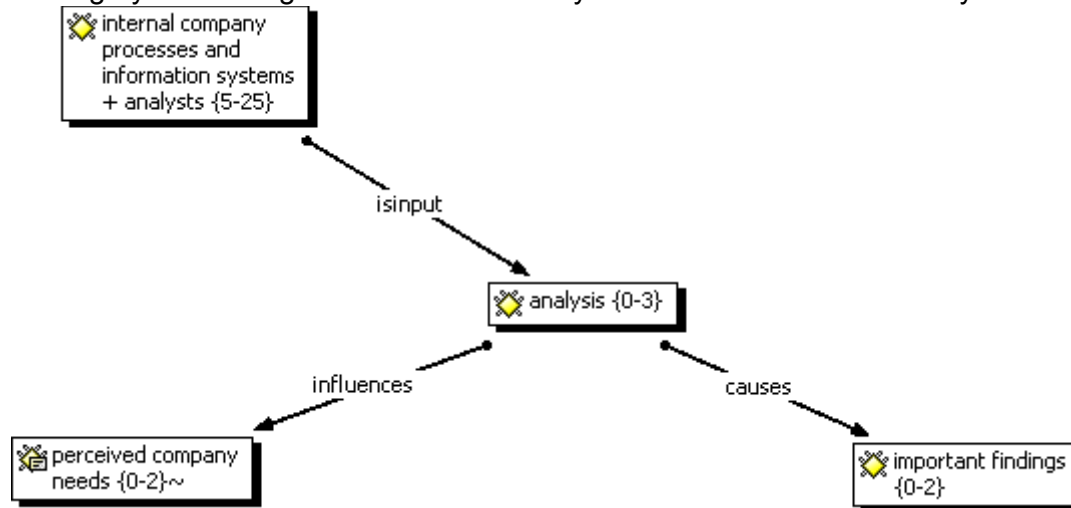 internal company
processes and
information systems
+ analysts {5-25}
isinput
analysis {0-3}
influences
causes
perceived company
needs {0-2}~
important findings
{0-2}